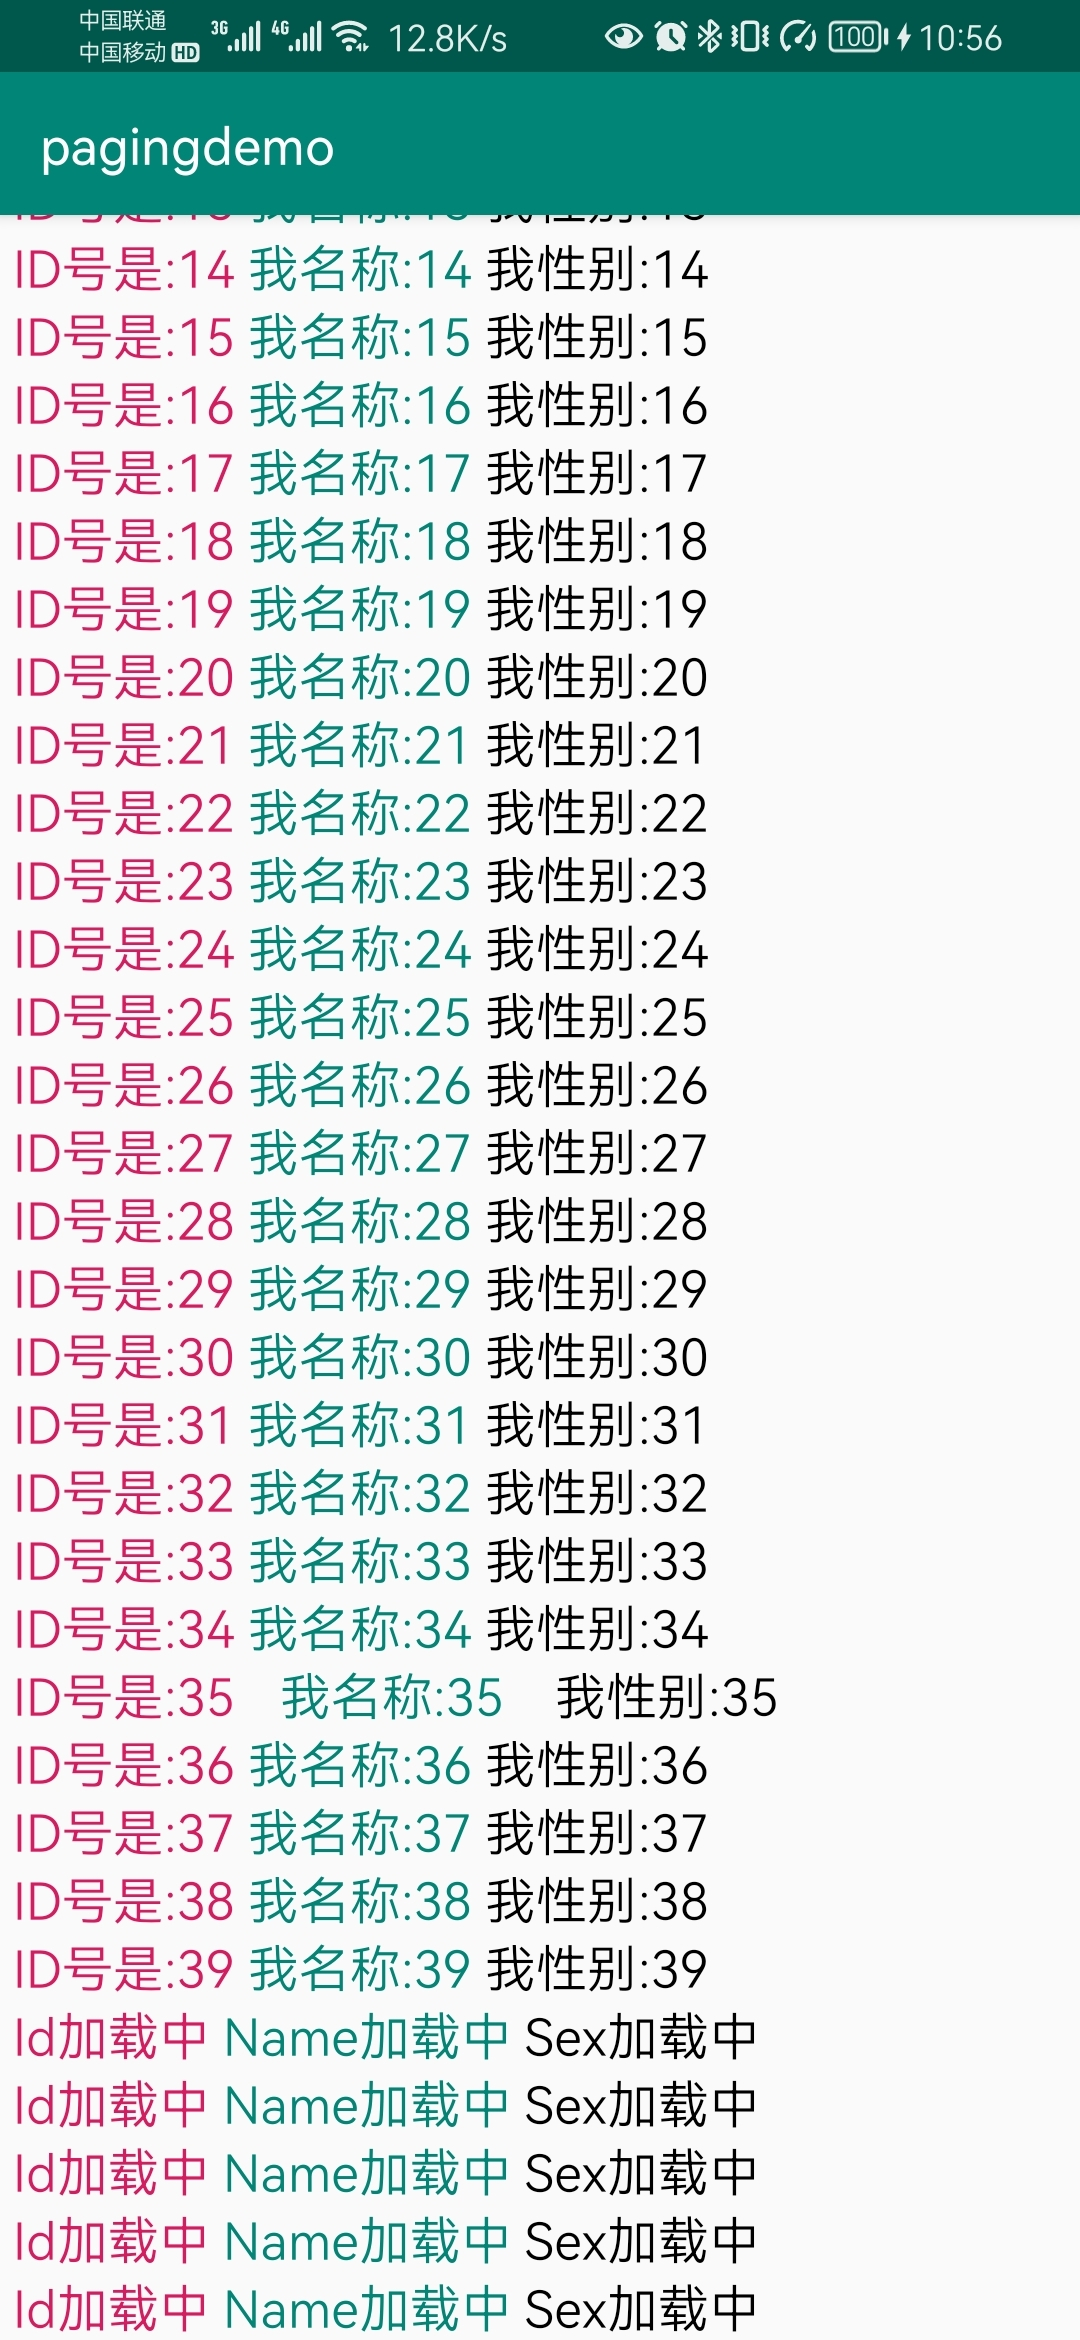 中国联通
中国移动 HD 3G 4G 12.8K/s 100 10:56
pagingdemo
ID号是:14 我名称:14 我性别:14
ID号是:15 我名称:15 我性别:15
ID号是:16 我名称:16 我性别:16
ID号是:17 我名称:17 我性别:17
ID号是:18 我名称:18 我性别:18
ID号是:19 我名称:19 我性别:19
ID号是:20 我名称:20 我性别:20
ID号是:21 我名称:21 我性别:21
ID号是:22 我名称:22 我性别:22
ID号是:23 我名称:23 我性别:23
ID号是:24 我名称:24 我性别:24
ID号是:25 我名称:25 我性别:25
ID号是:26 我名称:26 我性别:26
ID号是:27 我名称:27 我性别:27
ID号是:28 我名称:28 我性别:28
ID号是:29 我名称:29 我性别:29
ID号是:30 我名称:30 我性别:30
ID号是:31 我名称:31 我性别:31
ID号是:32 我名称:32 我性别:32
ID号是:33 我名称:33 我性别:33
ID号是:34 我名称:34 我性别:34
ID号是:35 我名称:35 我性别:35
ID号是:36 我名称:36 我性别:36
ID号是:37 我名称:37 我性别:37
ID号是:38 我名称:38 我性别:38
ID号是:39 我名称:39 我性别:39
Id加载中 Name加载中 Sex加载中
Id加载中 Name加载中 Sex加载中
Id加载中 Name加载中 Sex加载中
Id加载中 Name加载中 Sex加载中
Id加载中 Name加载中 Sex加载中